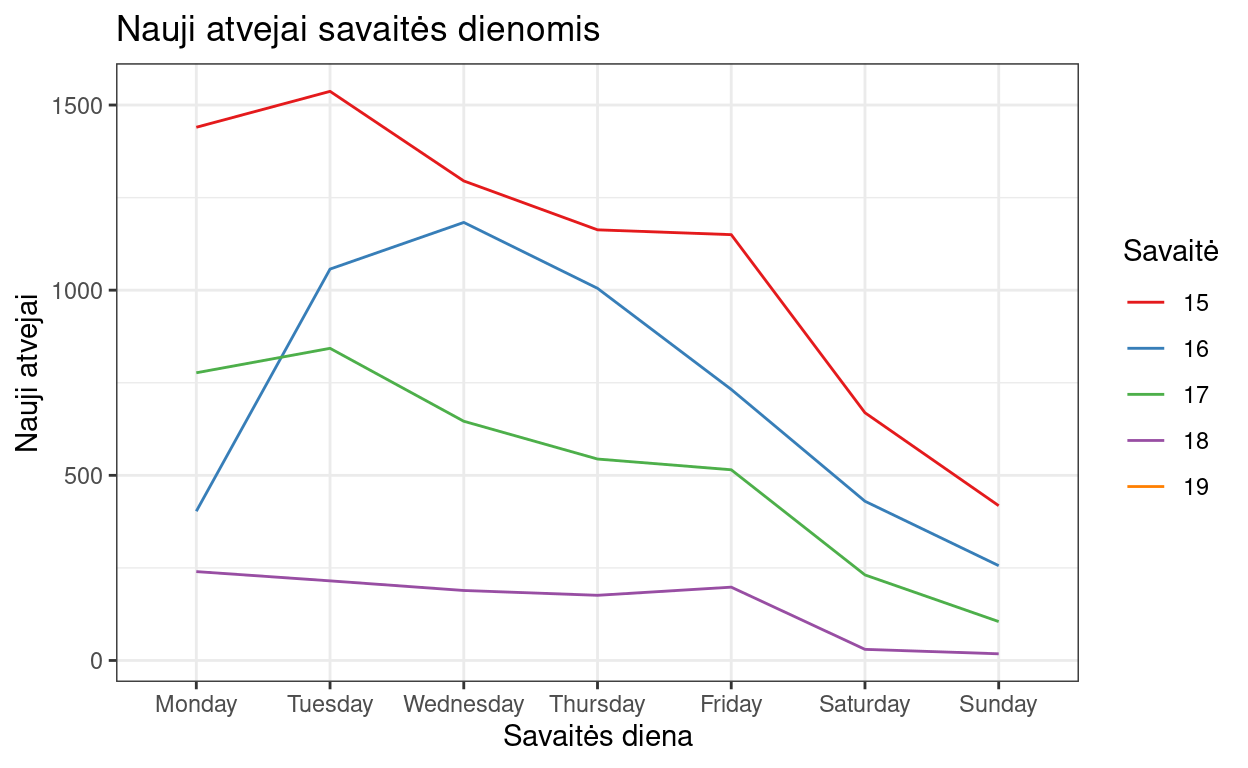 Nauji atvejai savaitės dienomis
Nauji atvejai
1500
1000
500
0
Monday Tuesday Wednesday Thursday Friday Saturday Sunday
Savaitės diena
Savaitė
15
16
17
18
19